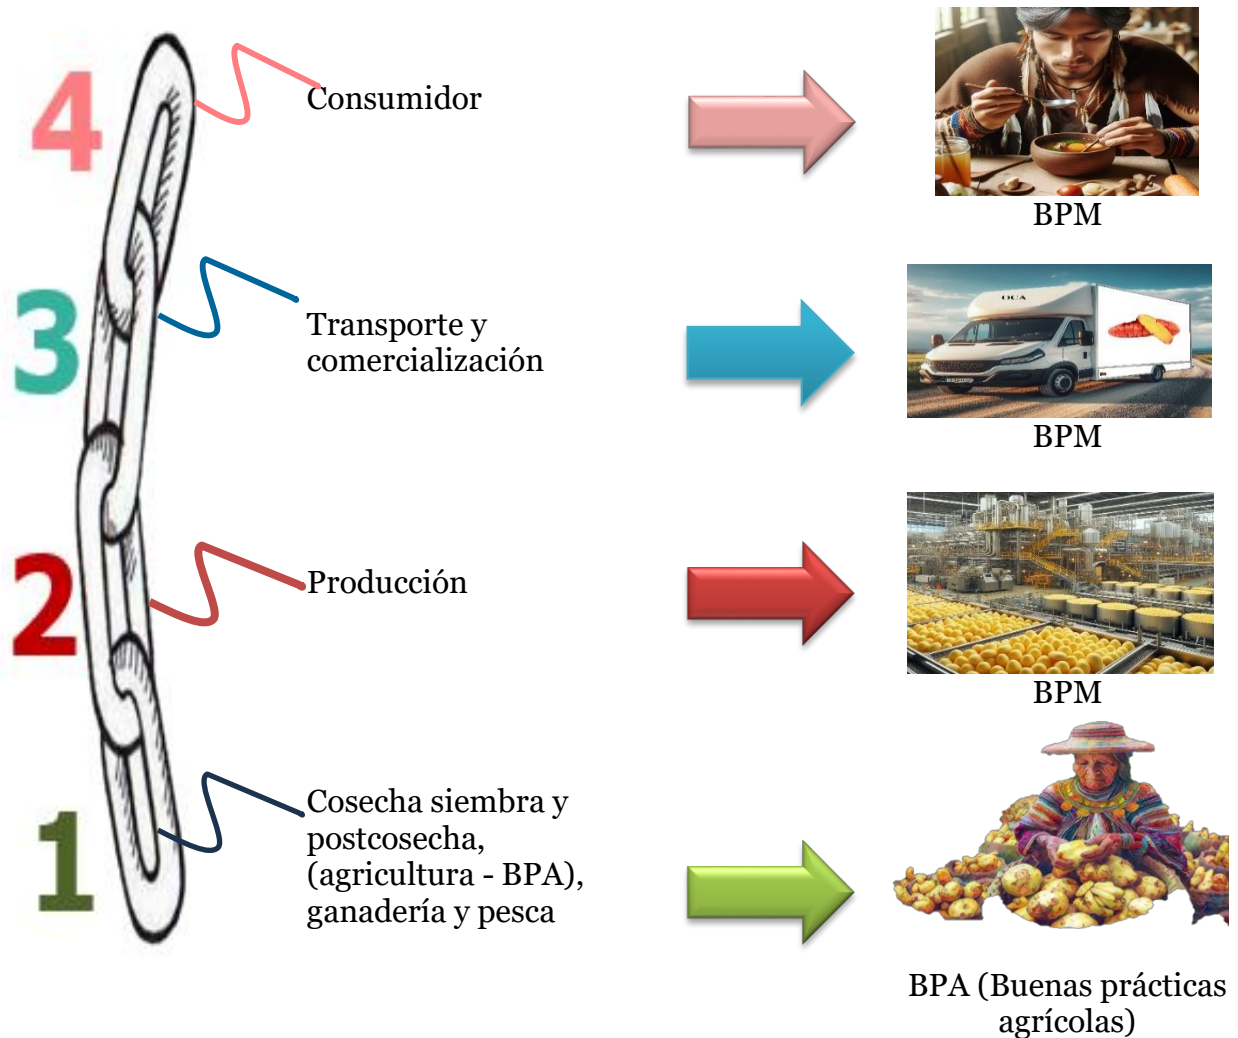 4
Consumidor
BPM
3
Transporte y
comercialización
OCA
BPM
2
Producción
BPM
1
Cosecha siembra y
postcosecha,
(agricultura - BPA),
ganadería y pesca
BPA (Buenas prácticas
agrícolas)